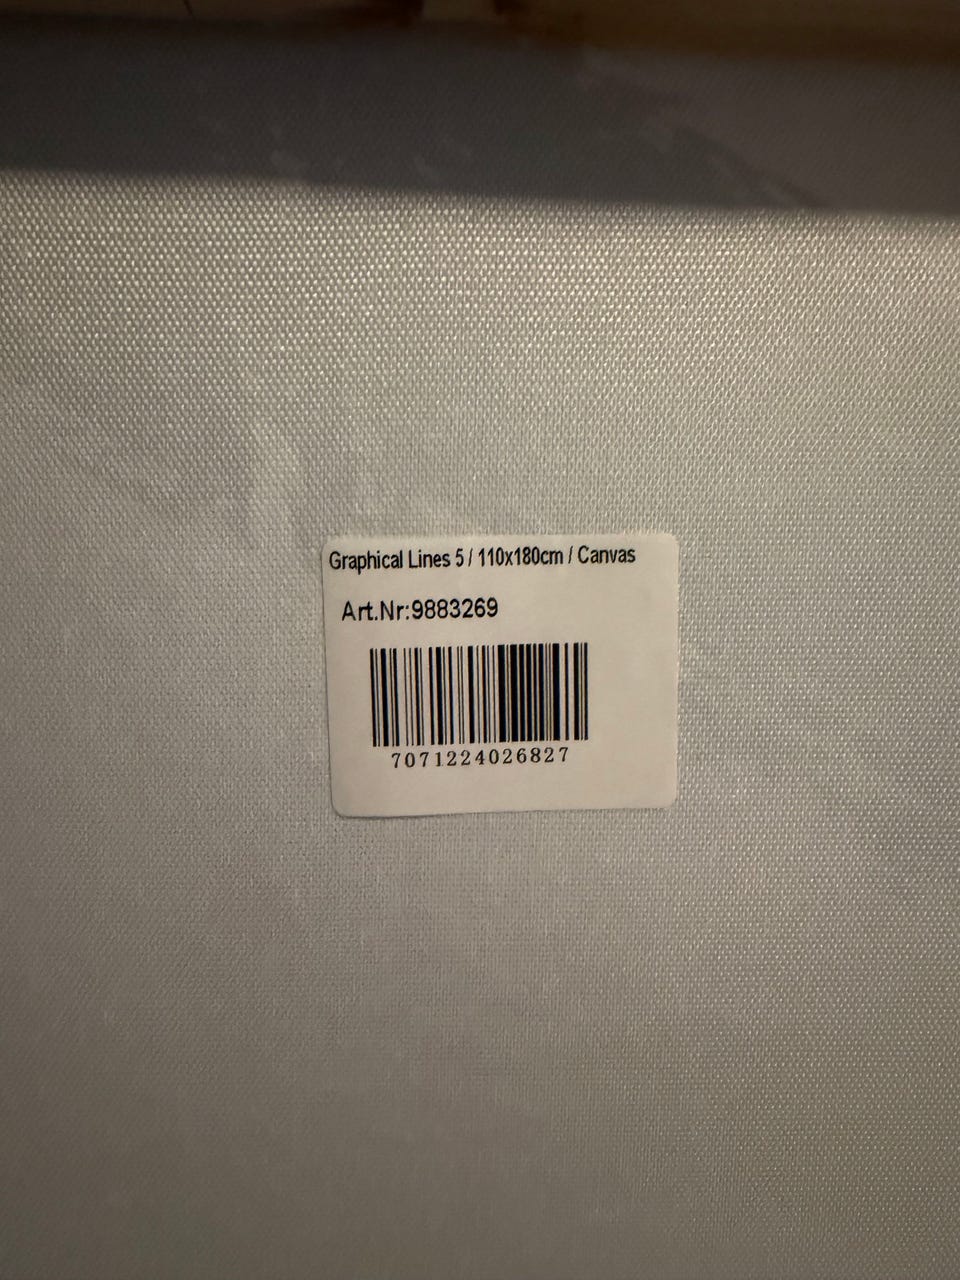 Graphical Lines 5 / 110x180cm / Canvas
Art.Nr:9883269
7071224026827